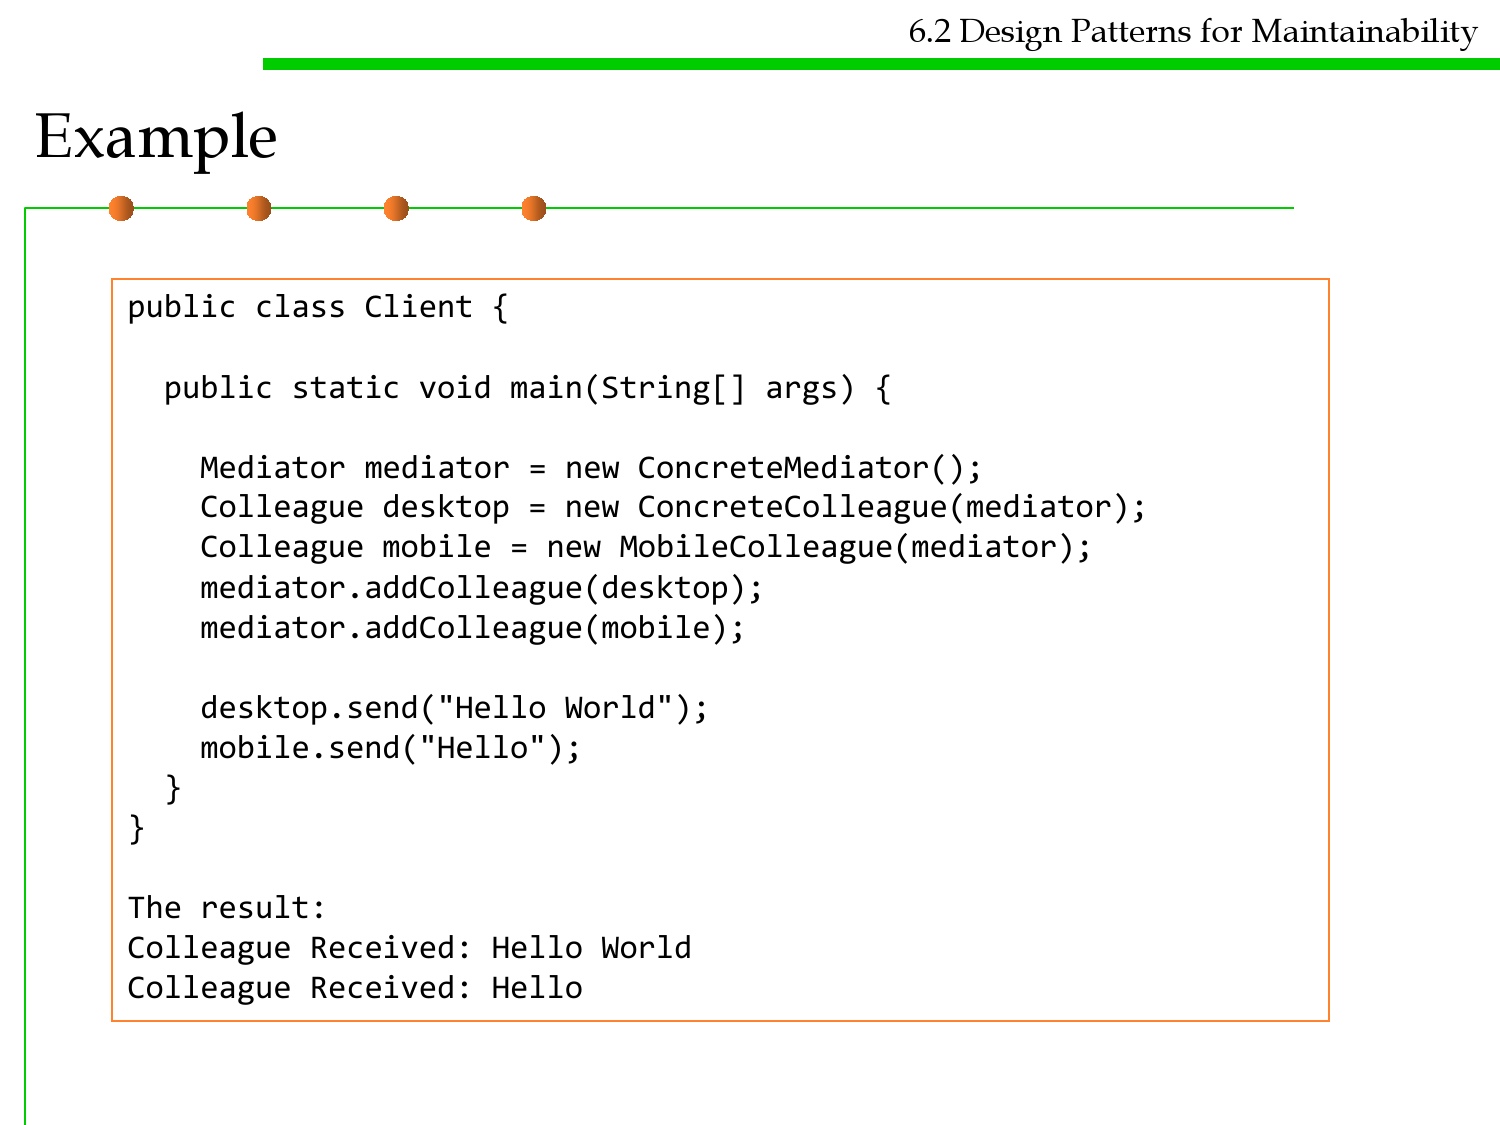 6.2 Design Patterns for Maintainability
Example
public class Client {
  public static void main(String[] args) {
    Mediator mediator = new ConcreteMediator();
    Colleague desktop = new ConcreteColleague(mediator);
    Colleague mobile = new MobileColleague(mediator);
    mediator.addColleague(desktop);
    mediator.addColleague(mobile);
    desktop.send("Hello World");
    mobile.send("Hello");
  }
}
The result:
Colleague Received: Hello World
Colleague Received: Hello